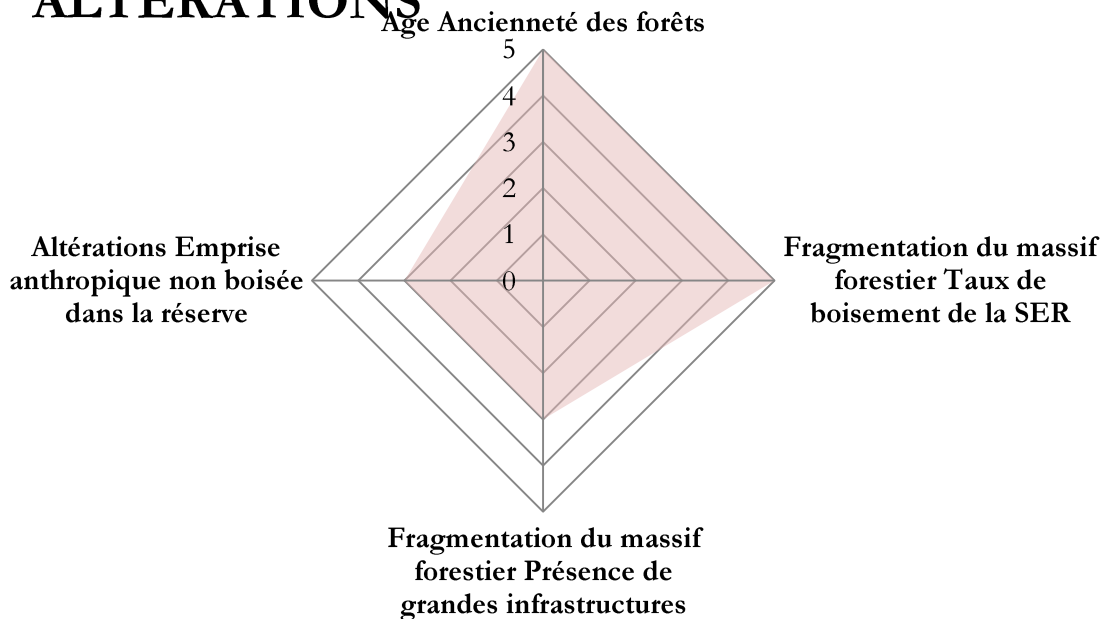 ALTERATIONS
Age Ancienneté des forêts
5
4
3
2
1
0
Altérations Emprise
anthropique non boisée
dans la réserve
Fragmentation du massif
forestier Taux de
boisement de la SER
Fragmentation du massif
forestier Présence de
grandes infrastructures